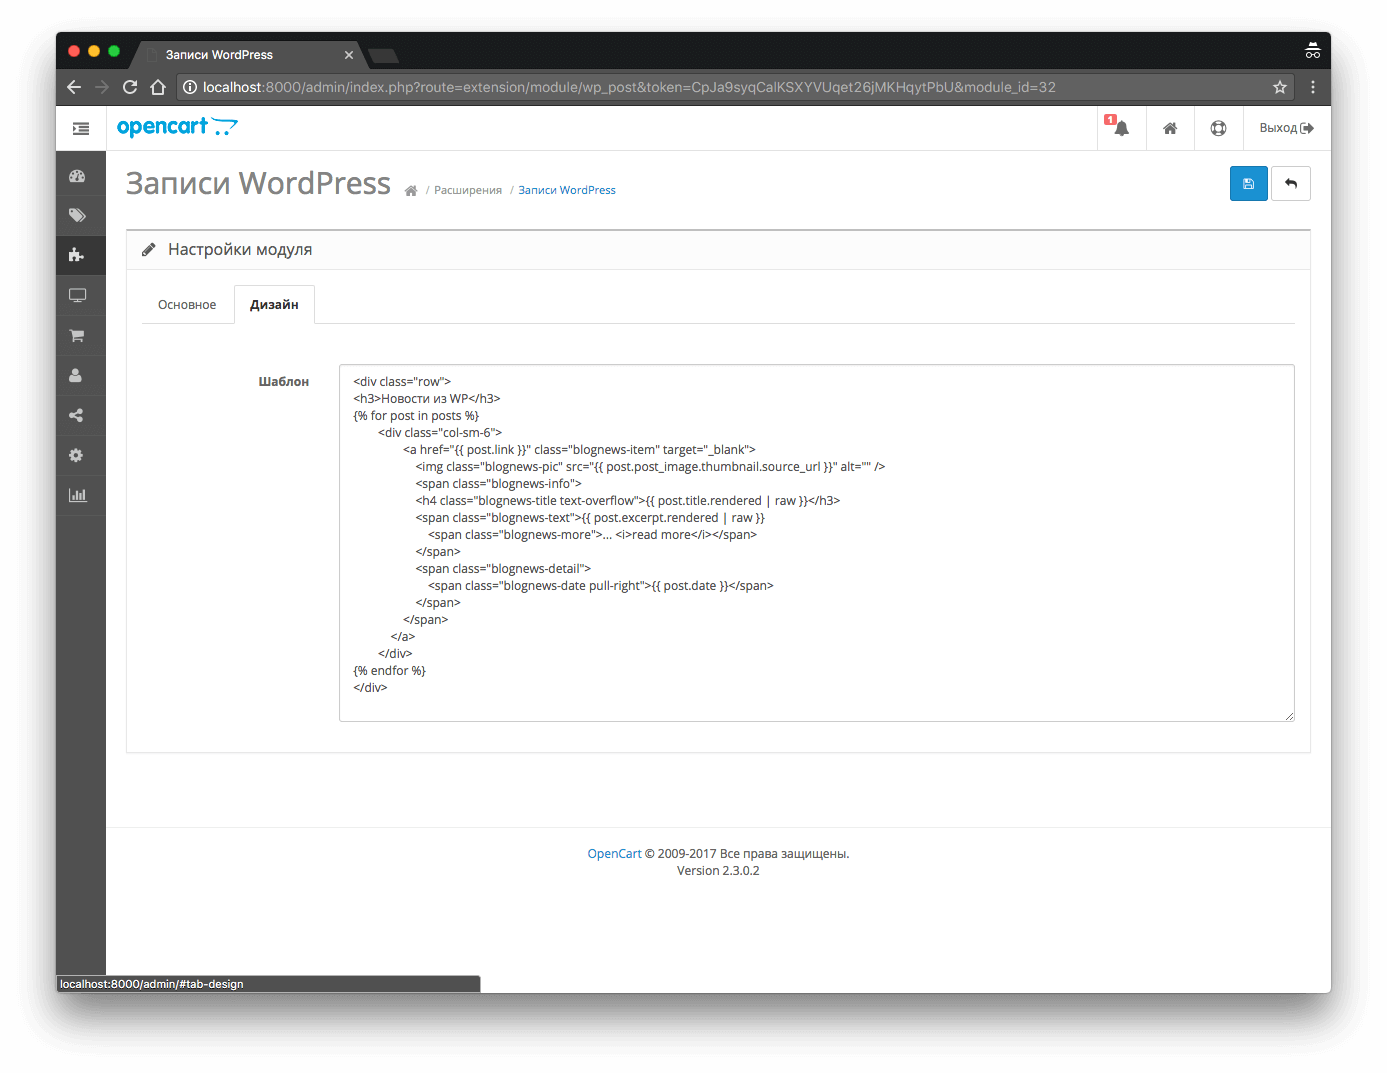 Записи WordPress
localhost:8000/admin/index.php?route=extension/module/wp_post&token=CpJa9syqCalKSXYVUqet26jMKHqytPbU&module_id=32
opencart
1
Выход
Записи WordPress
/ Расширения / Записи WordPress
Настройки модуля
Основное
Дизайн
Шаблон
<div class="row">
<h3>Новости из WP</h3>
{% for post in posts %}
<div class="col-sm-6">
<a href="{{ post.link }}" class="blognews-item" target="_blank">
<img class="blognews-pic" src="{{ post.post_image.thumbnail.source_url }}" alt="" />
<span class="blognews-info">
<h4 class="blognews-title text-overflow">{{ post.title.rendered | raw }}</h3>
<span class="blognews-text">{{ post.excerpt.rendered | raw }}
<span class="blognews-more">... <i>read more</i></span>
</span>
<span class="blognews-detail">
<span class="blognews-date pull-right">{{ post.date }}</span>
</span>
</span>
</a>
</div>
{% endfor %}
</div>
OpenCart © 2009-2017 Все права защищены.
Version 2.3.0.2
localhost:8000/admin/#tab-design